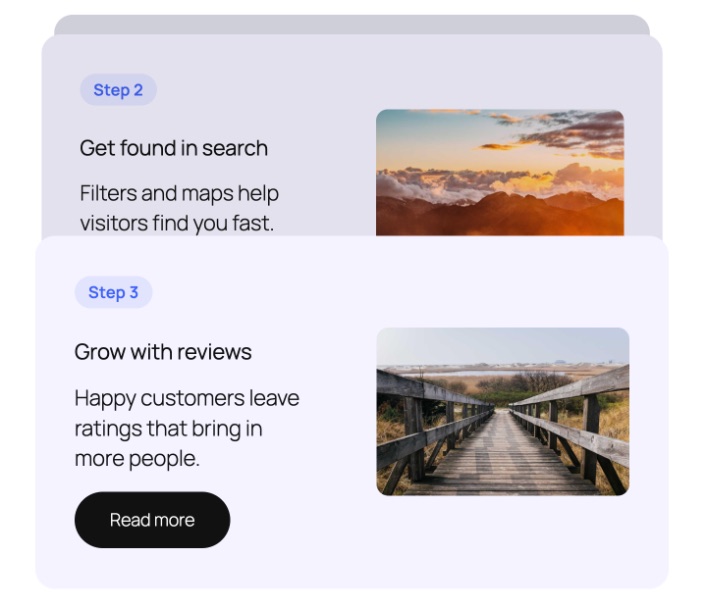 Step 2
Get found in search
Filters and maps help
visitors find you fast.
Step 3
Grow with reviews
Happy customers leave
ratings that bring in
more people.
Read more